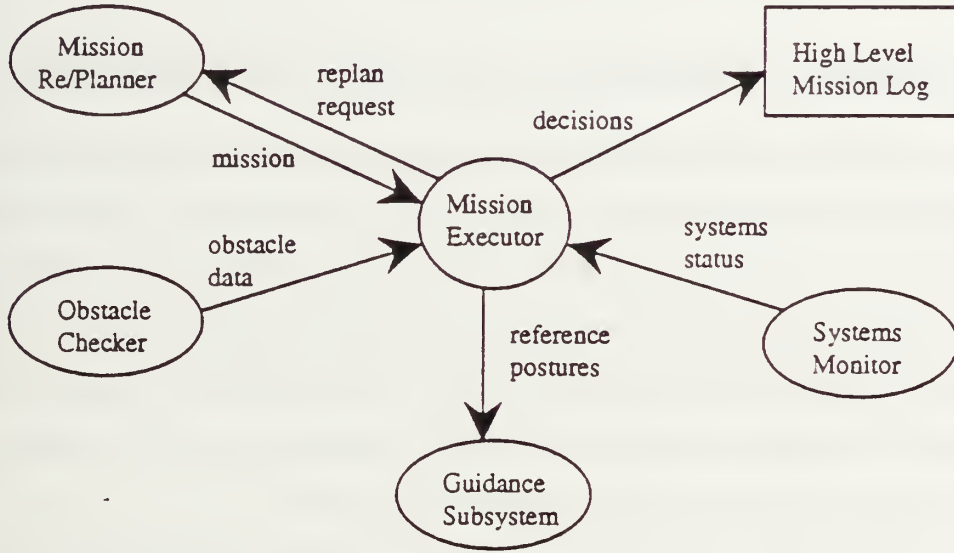 Mission
Re/Planner
replan
request
High Level
Mission Log
decisions
mission
Mission
Executor
obstacle
data
systems
status
Obstacle
Checker
reference
postures
Systems
Monitor
Guidance
Subsystem